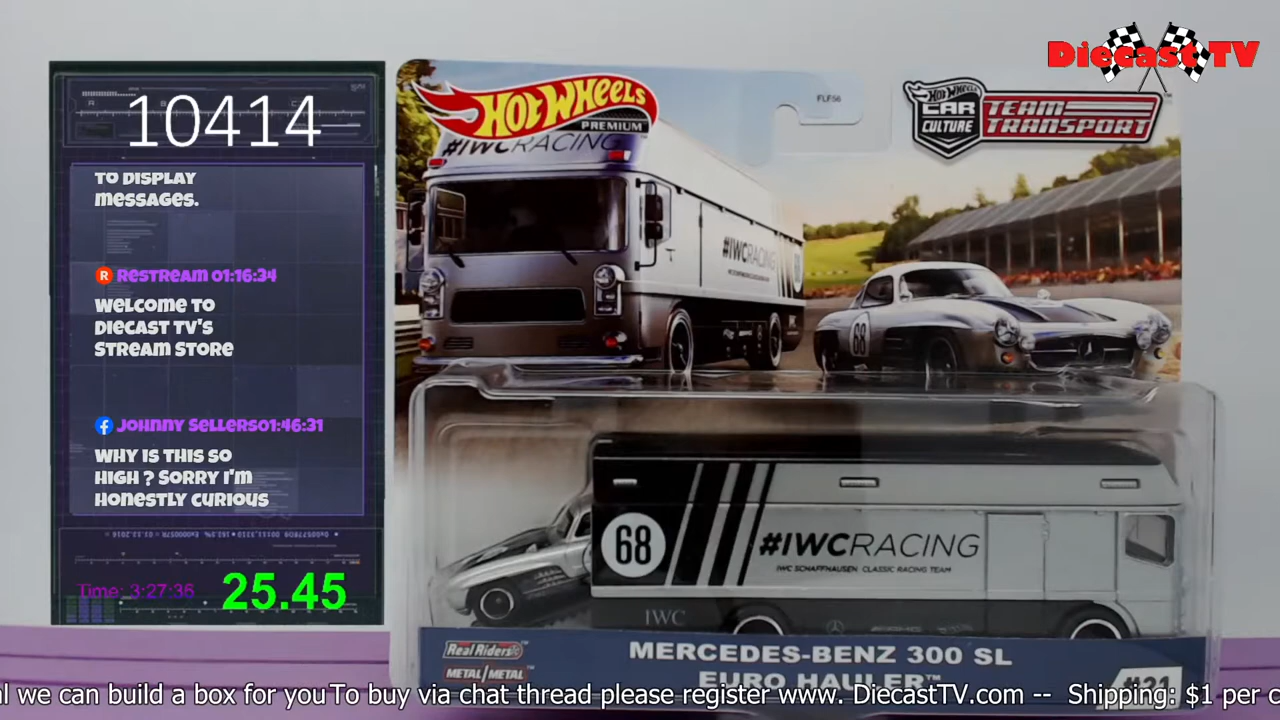 Diecast TV
10414
TO DISPLAY
MESSAGES.
R Restream 01:16:34
WELCOME TO
DIECAST TV'S
STREAM STORE
Johnny Sellers01:46:31
WHY IS THIS SO
HIGH ? SORRY I'M
HONESTLY CURIOUS
Time: 3:27:36
25.45
HOT WHEELS
PREMIUM
FLF56
HOT WHEELS
CAR
CULTURE
TEAM
TRANSPORT
#IWCRACING
#IWCRACING
IWC
68
68
#IWCRACING
IWC SCHAFFHAUSEN CLASSIC RACING TEAM
IWC
Real Riders
METAL/METAL™
MERCEDES-BENZ 300 SL
EURO HAULER™
#21
al we can build a box for you To buy via chat thread please register www. DiecastTV.com -- Shipping: $1 per c